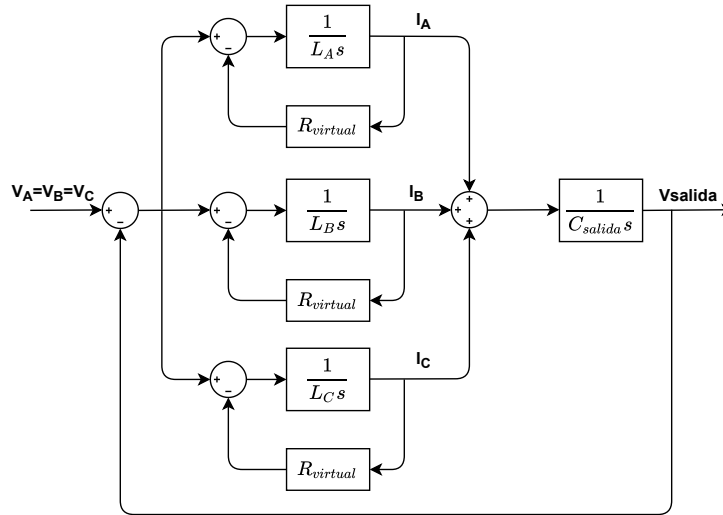 I_A
+
−
1
L_A s
R_virtual
V_A=V_B=V_C
+
−
+
−
1
L_B s
I_B
+
+
+
1
C_salida s
Vsalida
R_virtual
+
−
1
L_C s
I_C
R_virtual